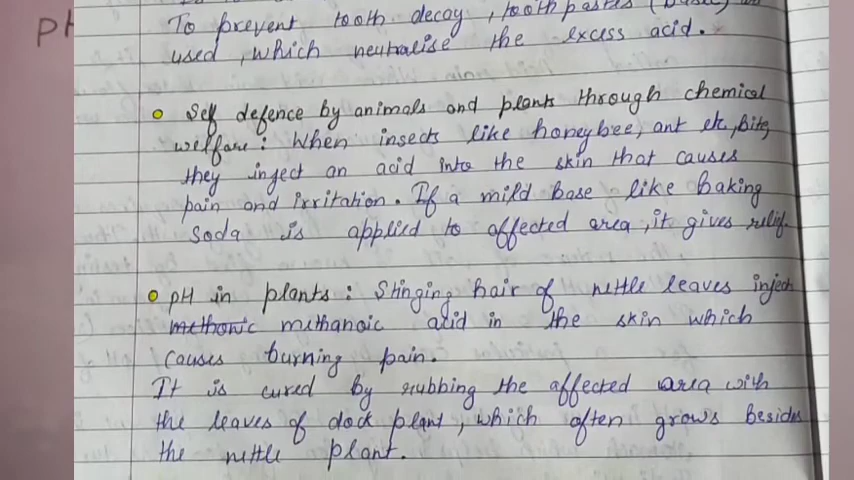 pH
To prevent tooth decay, toothpastes (basic)
used, which neutralise the excess acid.
Self defence by animals and plants through chemical
welfare: When insects like honeybee, ant etc, bite,
they inject an acid into the skin that causes
pain and irritation. If a mild base like baking
soda is applied to affected area, it gives relif.
pH in plants: Stinging hair of nettle leaves inject
methonic methanoic acid in the skin which
causes burning pain.
It is cured by rubbing the affected area with
the leaves of dock plant, which often grows besides
the nettle plant.